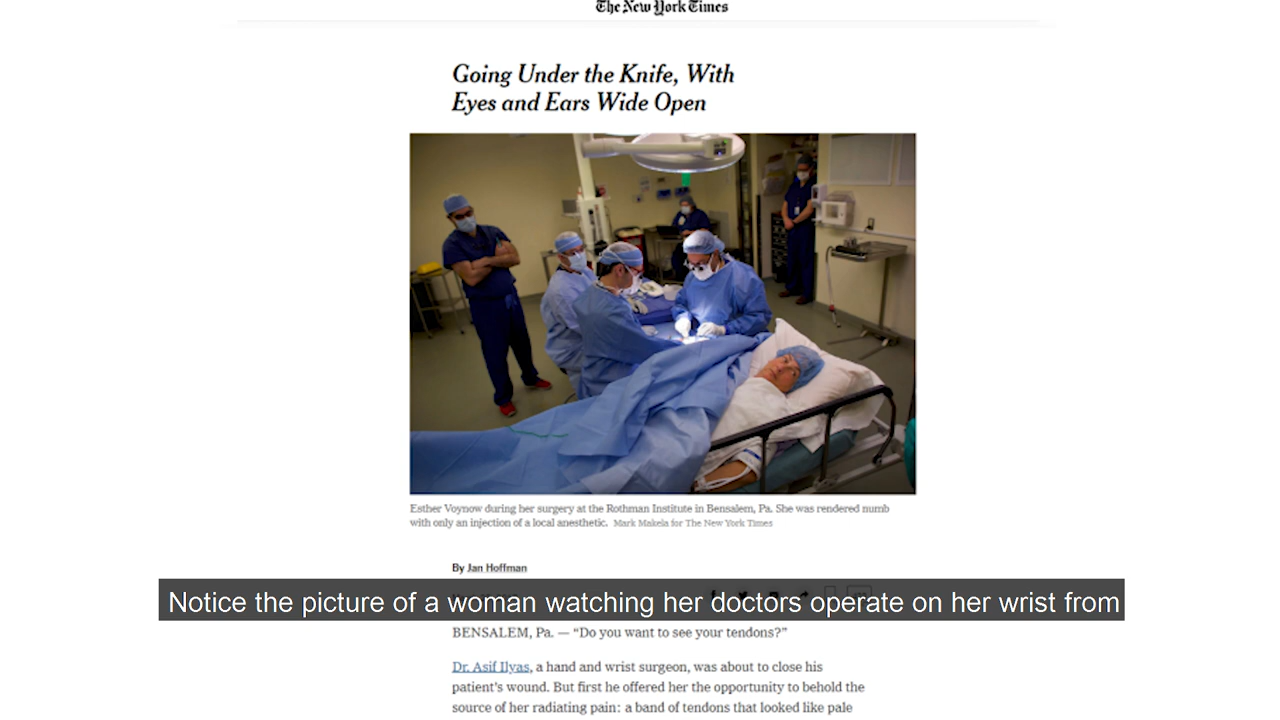 The New York Times
Going Under the Knife, With
Eyes and Ears Wide Open
Esther Voynow during her surgery at the Rothman Institute in Bensalem, Pa. She was rendered numb
with only an injection of a local anesthetic. Mark Makela for The New York Times
By Jan Hoffman
Notice the picture of a woman watching her doctors operate on her wrist from
BENSALEM, Pa. — “Do you want to see your tendons?”
Dr. Asif Ilyas, a hand and wrist surgeon, was about to close his
patient's wound. But first he offered her the opportunity to behold the
source of her radiating pain: a band of tendons that looked like pale